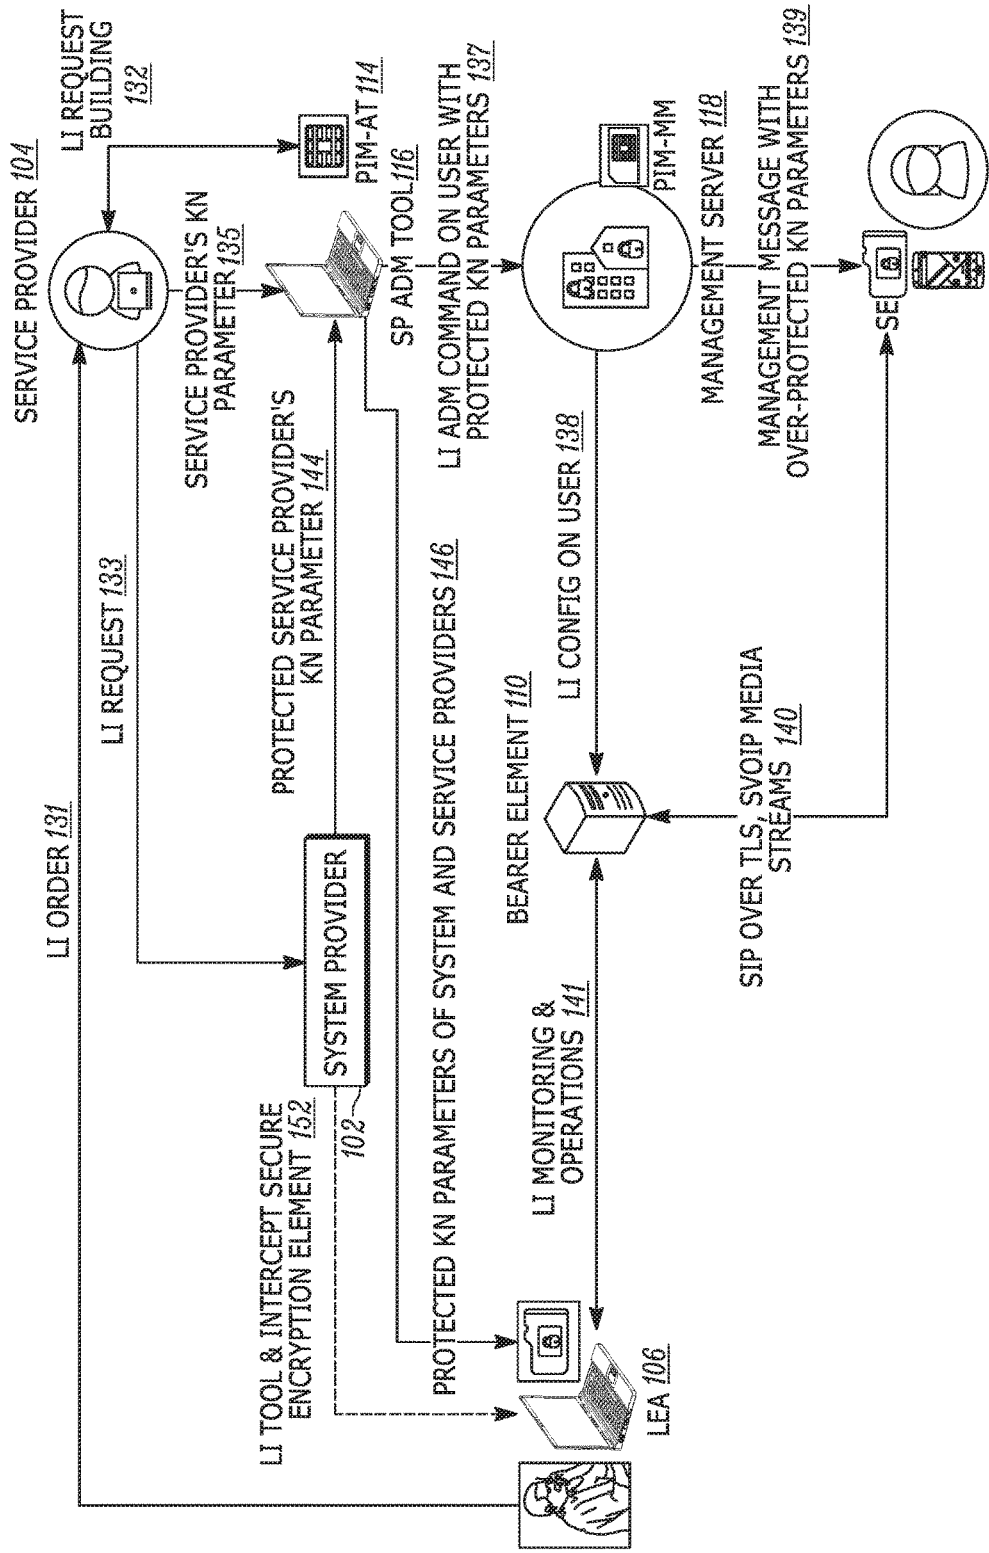 SERVICE PROVIDER 104
LI REQUEST
BUILDING
132
LI ORDER 131
LI REQUEST 133
SERVICE PROVIDER'S KN
PARAMETER 135
PIM-AT 114
SP ADM TOOL 116
PROTECTED SERVICE PROVIDER'S
KN PARAMETER 144
SYSTEM PROVIDER
102
LI TOOL & INTERCEPT SECURE
ENCRYPTION ELEMENT 152
PROTECTED KN PARAMETERS OF SYSTEM AND SERVICE PROVIDERS 146
LI ADM COMMAND ON USER WITH
PROTECTED KN PARAMETERS 137
PIM-MM
MANAGEMENT SERVER 118
LI CONFIG ON USER 138
BEARER ELEMENT 110
LI MONITORING &
OPERATIONS 141
LEA 106
MANAGEMENT MESSAGE WITH
OVER-PROTECTED KN PARAMETERS 139
SIP OVER TLS, SVOIP MEDIA
STREAMS 140
SE